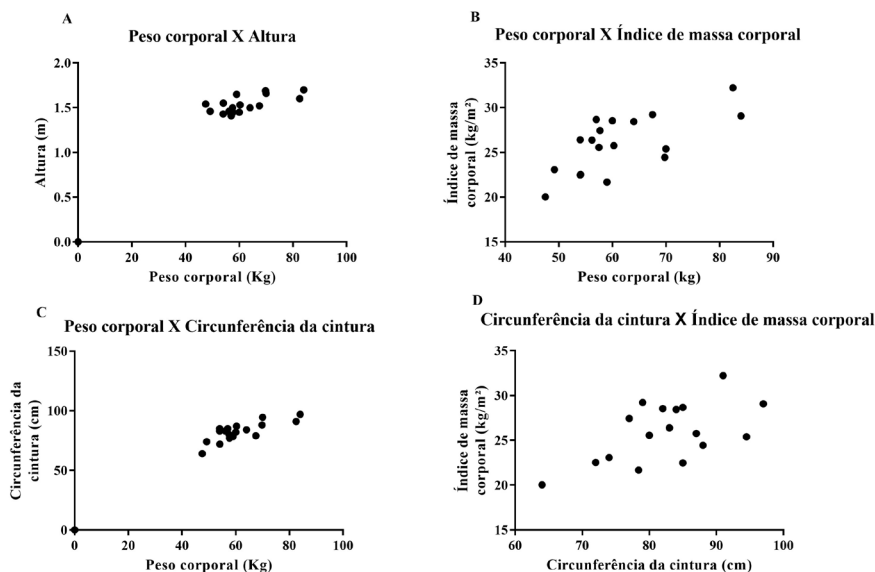 A
Peso corporal X Altura
2.0
1.5
1.0
0.5
0.0
0
20
40
60
80
100
Altura (m)
Peso corporal (Kg)
B
Peso corporal X Índice de massa corporal
35
30
25
20
15
40
50
60
70
80
90
Índice de massa
corporal (kg/m²)
Peso corporal (kg)
C
Peso corporal X Circunferência da cintura
150
100
50
0
0
20
40
60
80
100
Circunferência da
cintura (cm)
Peso corporal (Kg)
D
Circunferência da cintura X Índice de massa corporal
35
30
25
20
15
60
70
80
90
100
Índice de massa
corporal (kg/m²)
Circunferência da cintura (cm)